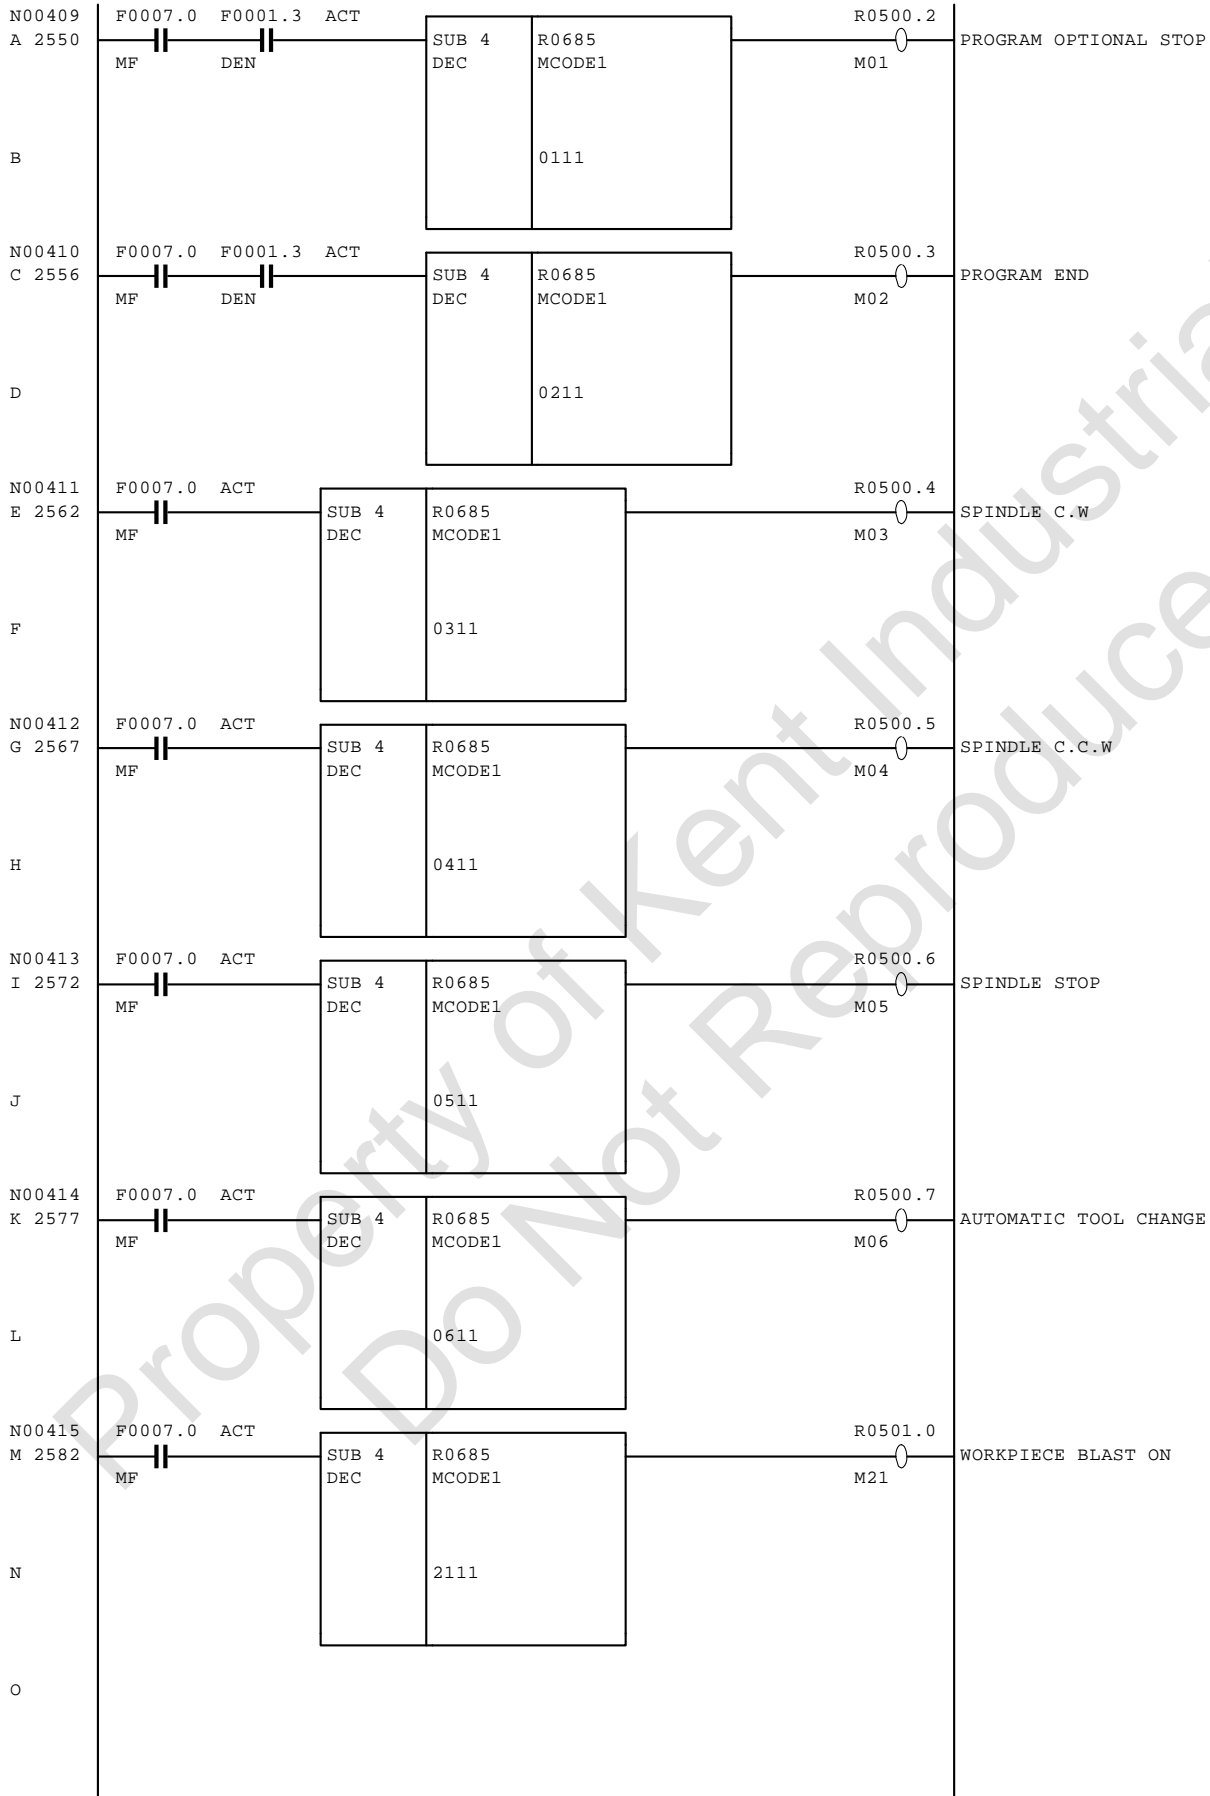 N00409 F0007.0 F0001.3 ACT R0500.2
A 2550 SUB 4 R0685 PROGRAM OPTIONAL STOP
MF DEN DEC MCODE1 M01
B 0111
N00410 F0007.0 F0001.3 ACT R0500.3
C 2556 SUB 4 R0685 PROGRAM END
MF DEN DEC MCODE1 M02
D 0211
N00411 F0007.0 ACT R0500.4
E 2562 SUB 4 R0685 SPINDLE C.W
MF DEC MCODE1 M03
F 0311
N00412 F0007.0 ACT R0500.5
G 2567 SUB 4 R0685 SPINDLE C.C.W
MF DEC MCODE1 M04
H 0411
N00413 F0007.0 ACT R0500.6
I 2572 SUB 4 R0685 SPINDLE STOP
MF DEC MCODE1 M05
J 0511
N00414 F0007.0 ACT R0500.7
K 2577 SUB 4 R0685 AUTOMATIC TOOL CHANGE
MF DEC MCODE1 M06
L 0611
N00415 F0007.0 ACT R0501.0
M 2582 SUB 4 R0685 WORKPIECE BLAST ON
MF DEC MCODE1 M21
N 2111
O
Property of Kent Industria
Do Not Reproduce